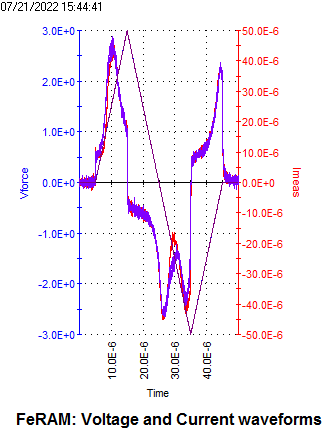 07/21/2022 15:44:41
3.0E+0
2.0E+0
1.0E+0
0.0E+0
-1.0E+0
-2.0E+0
-3.0E+0
Vforce
50.0E-6
40.0E-6
30.0E-6
20.0E-6
10.0E-6
0.0E+0
-10.0E-6
-20.0E-6
-30.0E-6
-40.0E-6
-50.0E-6
Imeas
10.0E-6
20.0E-6
30.0E-6
40.0E-6
Time
FeRAM: Voltage and Current waveforms